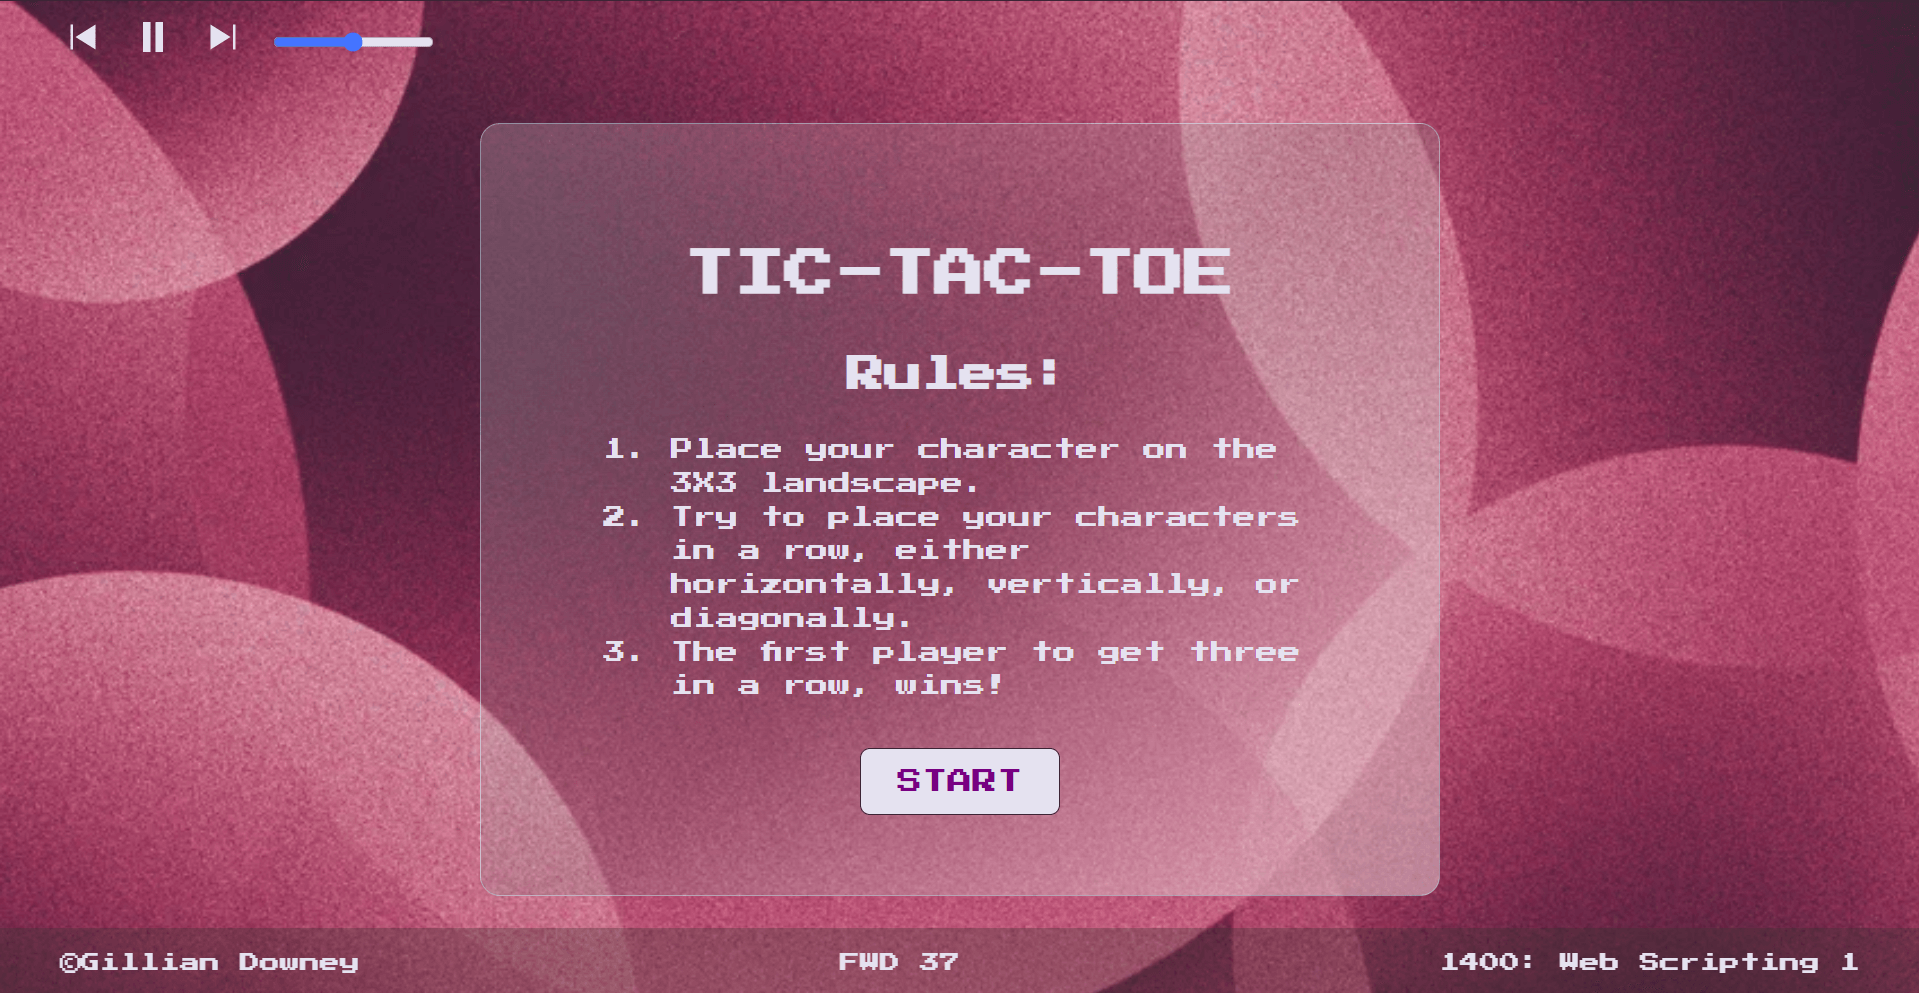 TIC-TAC-TOE
Rules:
1. Place your character on the
3X3 landscape.
2. Try to place your characters
in a row, either
horizontally, vertically, or
diagonally.
3. The first player to get three
in a row, wins!
START
©Gillian Downey
FWD 37
1400: Web Scripting 1